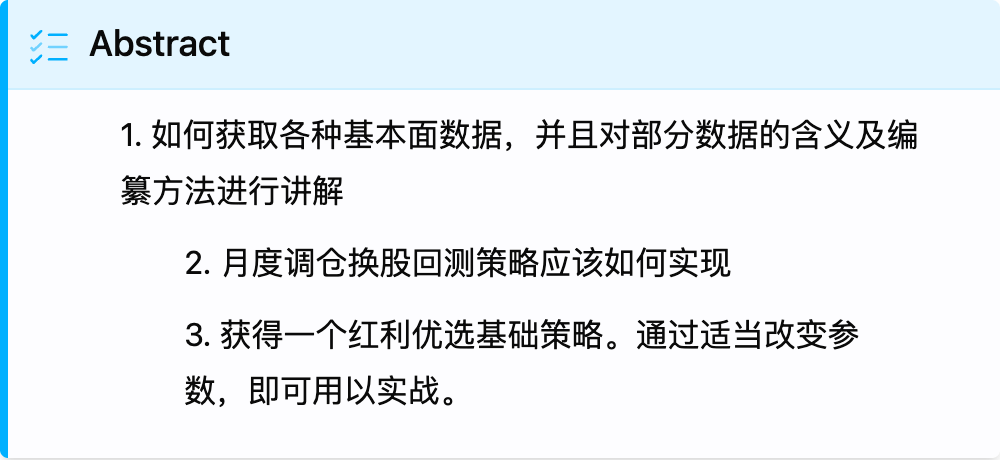 Abstract
1. 如何获取各种基本面数据，并且对部分数据的含义及编
纂方法进行讲解
2. 月度调仓换股回测策略应该如何实现
3. 获得一个红利优选基础策略。通过适当改变参
数，即可用以实战。